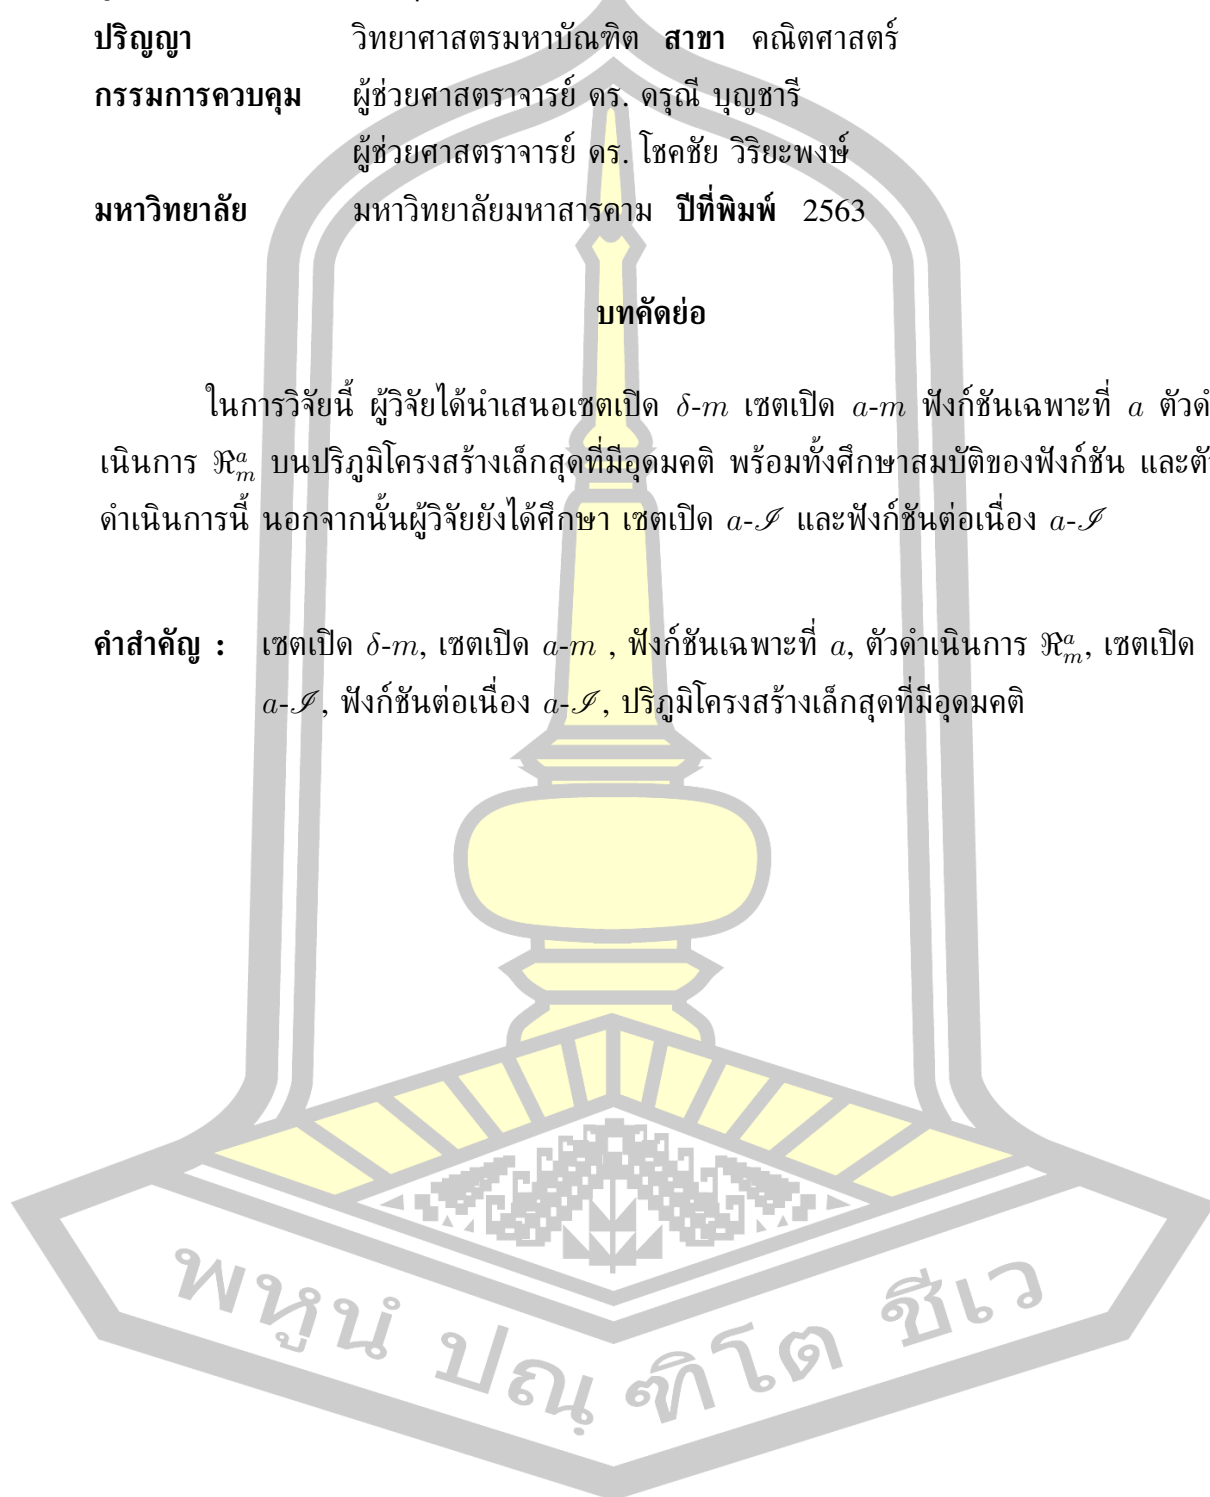 ปริญญา วิทยาศาสตรมหาบัณฑิต สาขา คณิตศาสตร์
กรรมการควบคุม ผู้ช่วยศาสตราจารย์ ดร. ดรุณี บุญชารี
ผู้ช่วยศาสตราจารย์ ดร. โชคชัย วิริยะพงษ์
มหาวิทยาลัย มหาวิทยาลัยมหาสารคาม ปีที่พิมพ์ 2563
บทคัดย่อ
ในการวิจัยนี้ ผู้วิจัยได้นำเสนอเซตเปิด δ-m เซตเปิด a-m ฟังก์ชันเฉพาะที่ a ตัวดำ
เนินการ ℜᵃₘ บนปริภูมิโครงสร้างเล็กสุดที่มีอุดมคติ พร้อมทั้งศึกษาสมบัติของฟังก์ชัน และตั
ดำเนินการนี้ นอกจากนั้นผู้วิจัยยังได้ศึกษา เซตเปิด a-ℐ และฟังก์ชันต่อเนื่อง a-ℐ
คำสำคัญ : เซตเปิด δ-m, เซตเปิด a-m , ฟังก์ชันเฉพาะที่ a, ตัวดำเนินการ ℜᵃₘ, เซตเปิด
a-ℐ, ฟังก์ชันต่อเนื่อง a-ℐ, ปริภูมิโครงสร้างเล็กสุดที่มีอุดมคติ
พหูนํ ปณฺฑิโต ชีเว